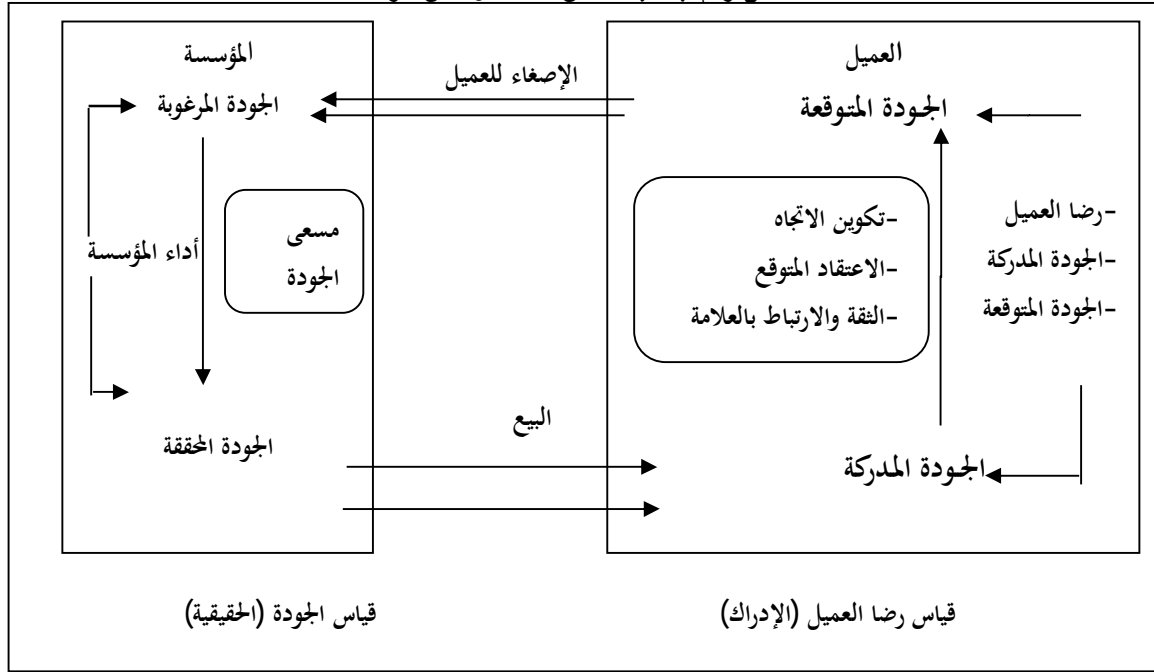 العميل
الجودة المتوقعة
-تكوين الاتجاه
-الاعتقاد المتوقع
-الثقة والارتباط بالعلامة
-رضا العميل
-الجودة المدركة
-الجودة المتوقعة
الجودة المدركة
الإصغاء للعميل
البيع
المؤسسة
الجودة المرغوبة
مسعى
الجودة
أداء المؤسسة
الجودة المحققة
قياس رضا العميل (الإدراك)
قياس الجودة (الحقيقية)